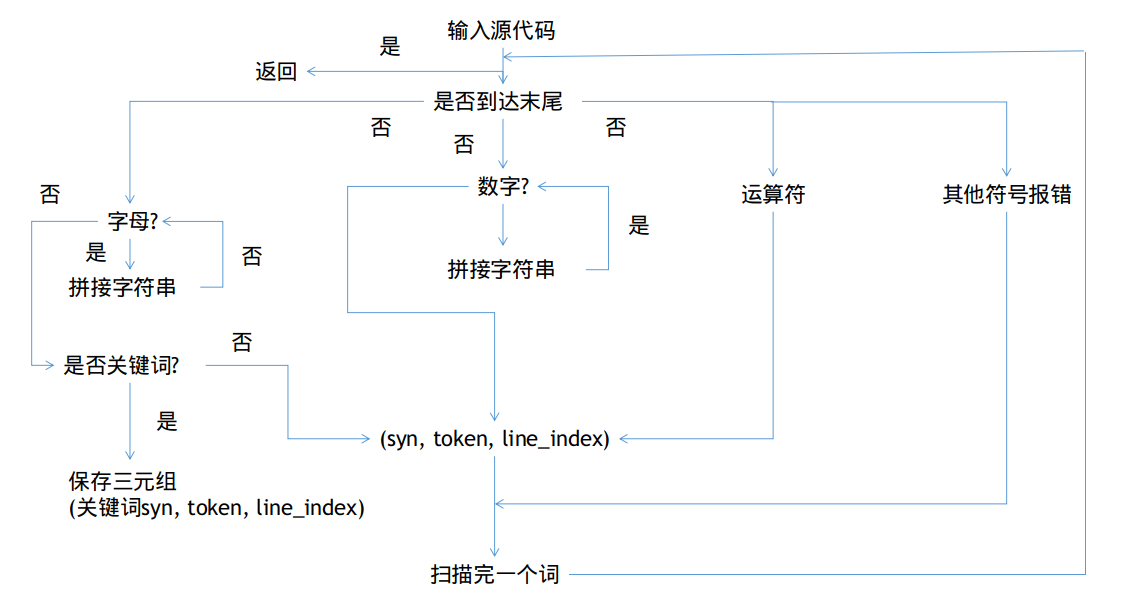 输入源代码
是
返回
是否到达末尾
否
否
否
数字?
否
运算符
其他符号报错
字母?
是
是
否
拼接字符串
拼接字符串
否
是否关键词?
是
(syn, token, line_index)
保存三元组
(关键词syn, token, line_index)
扫描完一个词